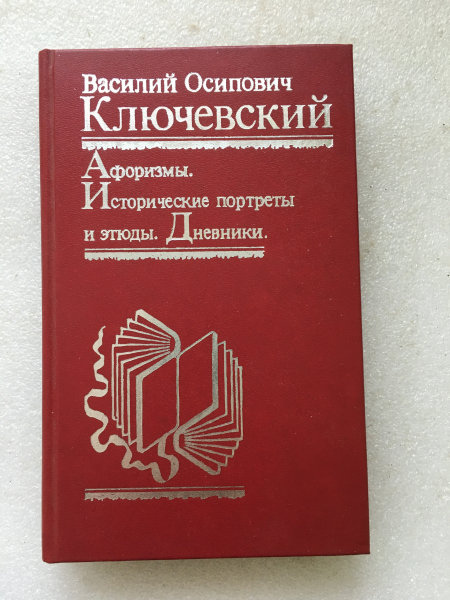 Василий Осипович
Ключевский
Афоризмы.
Исторические портреты
и этюды. Дневники.